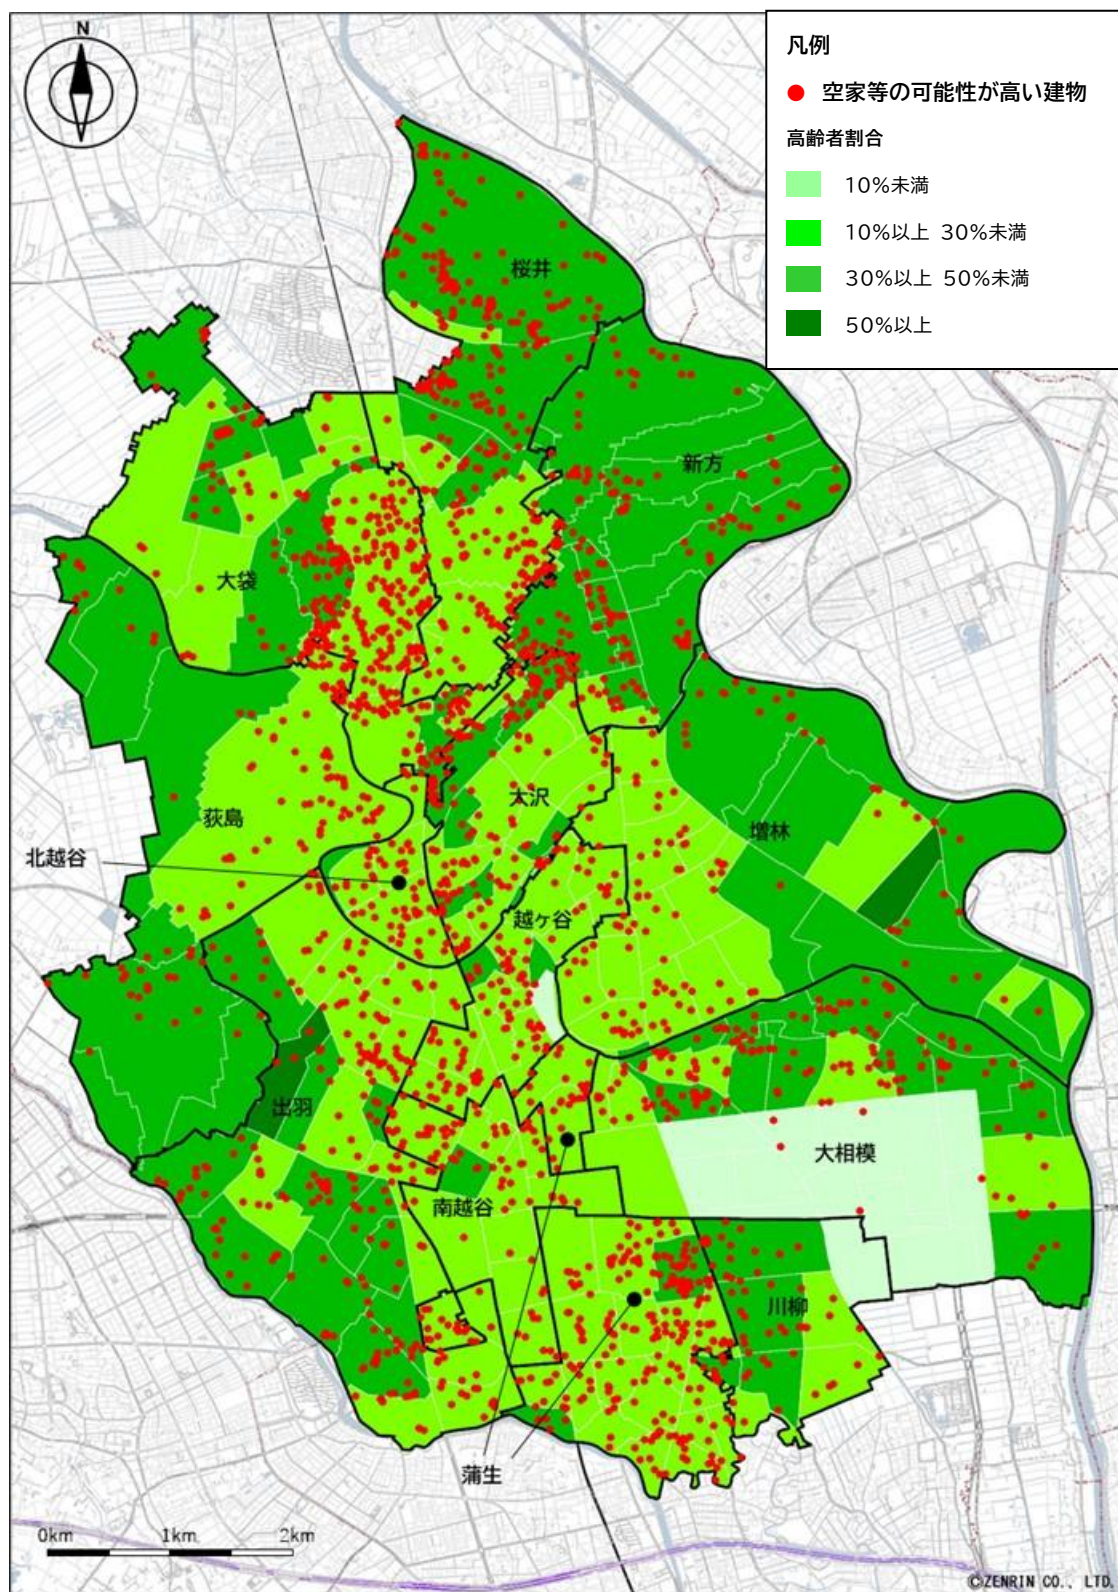 N
凡例
空家等の可能性が高い建物
高齢者割合
10%未満
10%以上 30%未満
30%以上 50%未満
50%以上
桜井
新方
大袋
大沢
荻島
増林
北越谷
越ヶ谷
出羽
大相模
南越谷
川柳
蒲生
0km 1km 2km
©ZENRIN CO., LTD